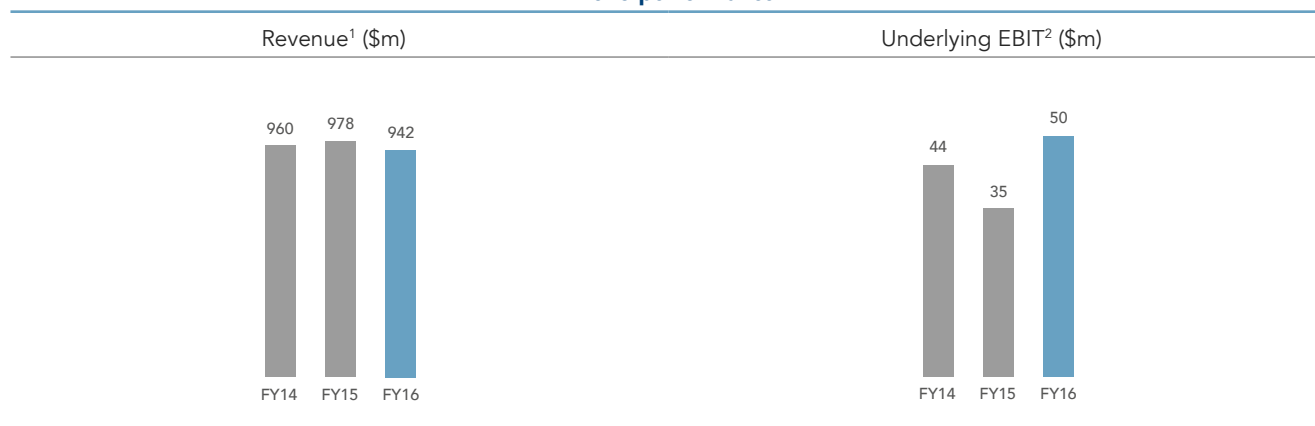 Revenue¹ ($m)
Underlying EBIT² ($m)
960
978
942
FY14
FY15
FY16
44
35
50
FY14
FY15
FY16